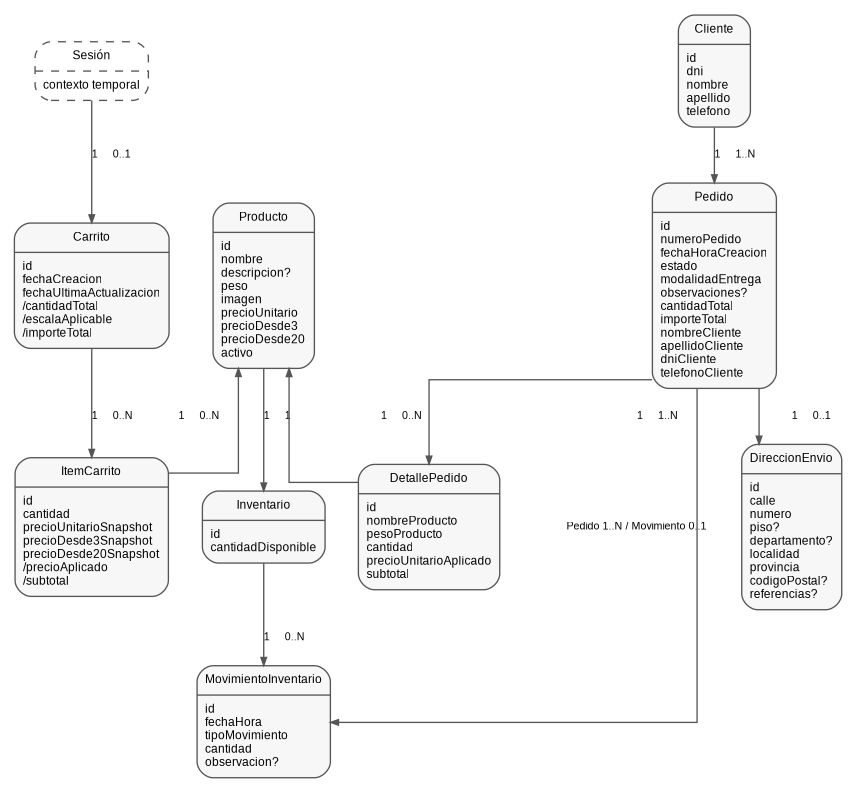 Cliente
id
dni
nombre
apellido
telefono
Sesión
contexto temporal
1 0..1
1 1..N
Pedido
id
numeroPedido
fechaHoraCreacion
estado
modalidadEntrega
observaciones?
cantidadTotal
importeTotal
nombreCliente
apellidoCliente
dniCliente
telefonoCliente
Producto
id
nombre
descripcion?
peso
imagen
precioUnitario
precioDesde3
precioDesde20
activo
Carrito
id
fechaCreacion
fechaUltimaActualizacion
/cantidadTotal
/escalaAplicable
/importeTotal
1 0..N
1 0..N
1 1
1 0..N
1 1..N
1 0..1
ItemCarrito
id
cantidad
precioUnitarioSnapshot
precioDesde3Snapshot
precioDesde20Snapshot
/precioAplicado
/subtotal
Inventario
id
cantidadDisponible
DetallePedido
id
nombreProducto
pesoProducto
cantidad
precioUnitarioAplicado
subtotal
Pedido 1..N / Movimiento 0..1
DireccionEnvio
id
calle
numero
piso?
departamento?
localidad
provincia
codigoPostal?
referencias?
1 0..N
MovimientoInventario
id
fechaHora
tipoMovimiento
cantidad
observacion?